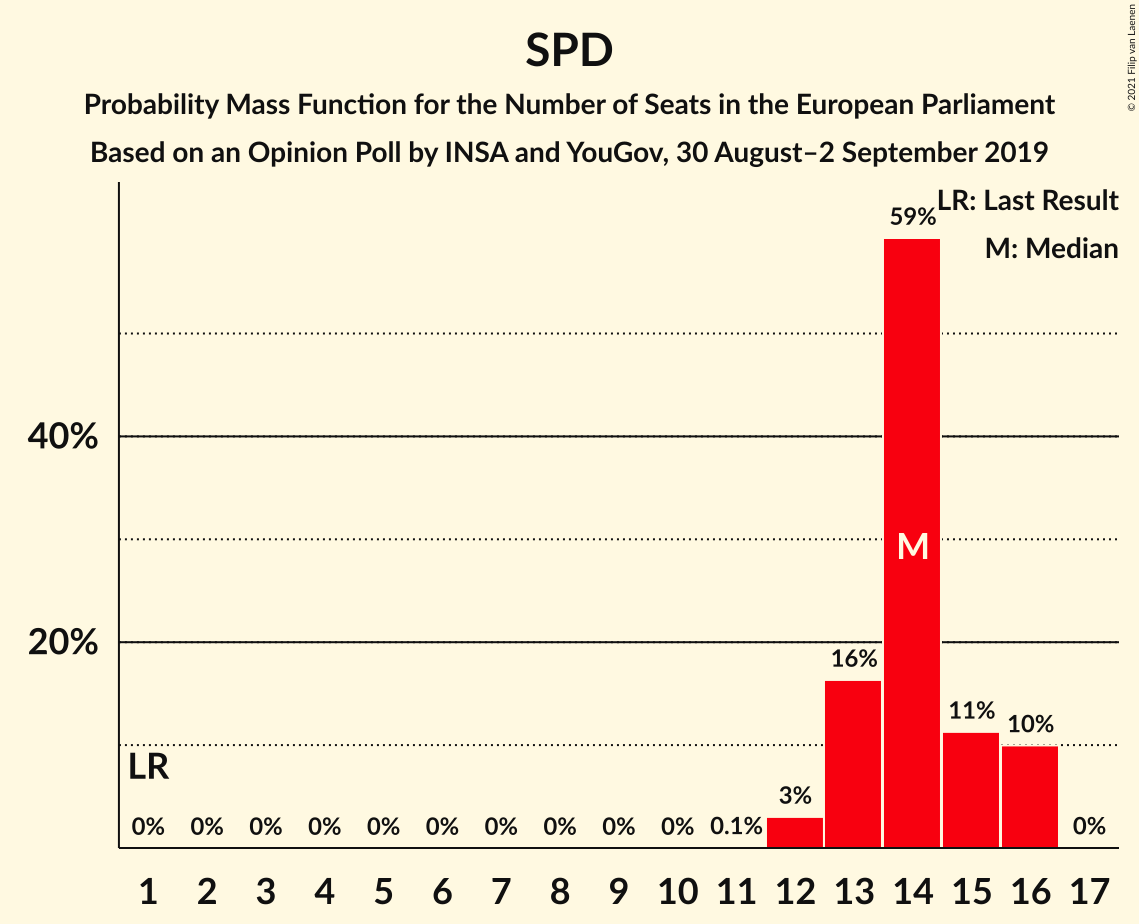 SPD
Probability Mass Function for the Number of Seats in the European Parliament
Based on an Opinion Poll by INSA and YouGov, 30 August–2 September 2019
© 2021 Filip van Laenen
LR: Last Result
M: Median
59%
40%
M
20%
16%
11%
10%
LR
3%
0% 0% 0% 0% 0% 0% 0% 0% 0% 0% 0.1% 0%
1 2 3 4 5 6 7 8 9 10 11 12 13 14 15 16 17